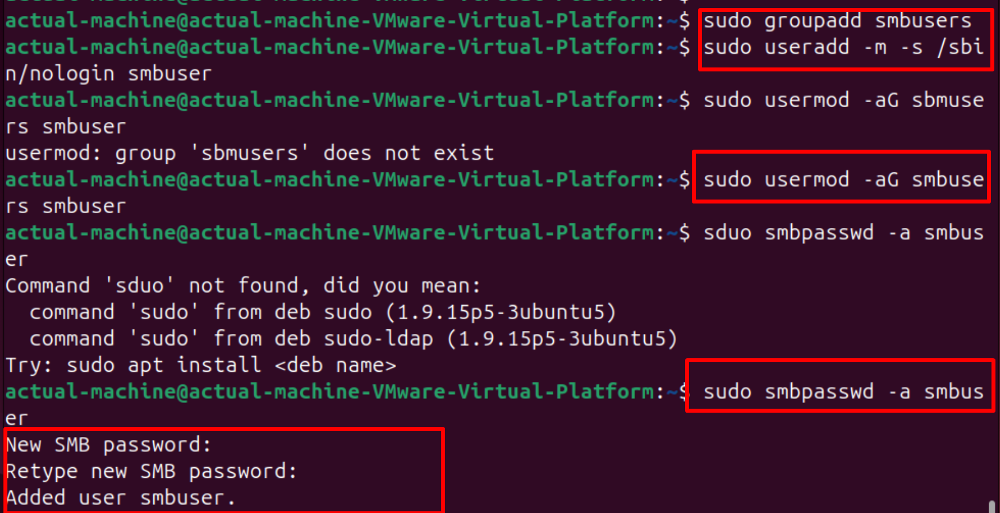 actual-machine@actual-machine-VMware-Virtual-Platform:~$ sudo groupadd smbusers
actual-machine@actual-machine-VMware-Virtual-Platform:~$ sudo useradd -m -s /sbi
n/nologin smbuser
actual-machine@actual-machine-VMware-Virtual-Platform:~$ sudo usermod -aG sbmuse
rs smbuser
usermod: group 'sbmusers' does not exist
actual-machine@actual-machine-VMware-Virtual-Platform:~$ sudo usermod -aG smbuse
rs smbuser
actual-machine@actual-machine-VMware-Virtual-Platform:~$ sduo smbpasswd -a smbus
er
Command 'sduo' not found, did you mean:
  command 'sudo' from deb sudo (1.9.15p5-3ubuntu5)
  command 'sudo' from deb sudo-ldap (1.9.15p5-3ubuntu5)
Try: sudo apt install <deb name>
actual-machine@actual-machine-VMware-Virtual-Platform:~$ sudo smbpasswd -a smbus
er
New SMB password:
Retype new SMB password:
Added user smbuser.